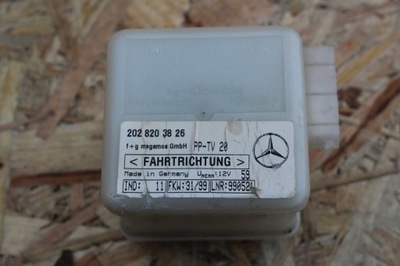 202 820 38 26
f+g megamos GmbH PP-TV 20
< FAHRTRICHTUNG >
Made in Germany UNENN:12V 59
IND: 11 FKW:31/99 LNR:99052